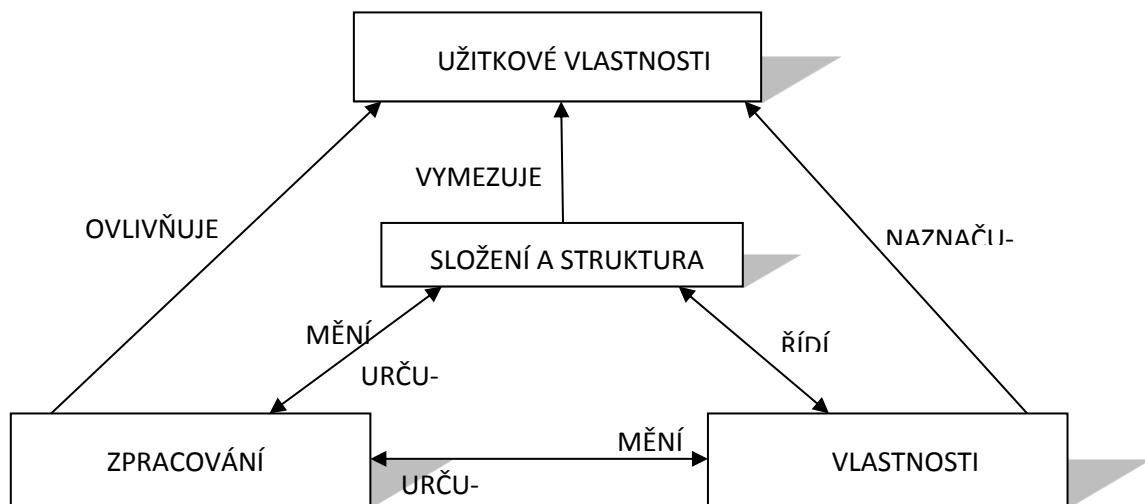 UŽITKOVÉ VLASTNOSTI
VYMEZUJE
OVLIVŇUJE
NAZNAČU-
SLOŽENÍ A STRUKTURA
MĚNÍ
ŘÍDÍ
URČU-
MĚNÍ
ZPRACOVÁNÍ
VLASTNOSTI
URČU-